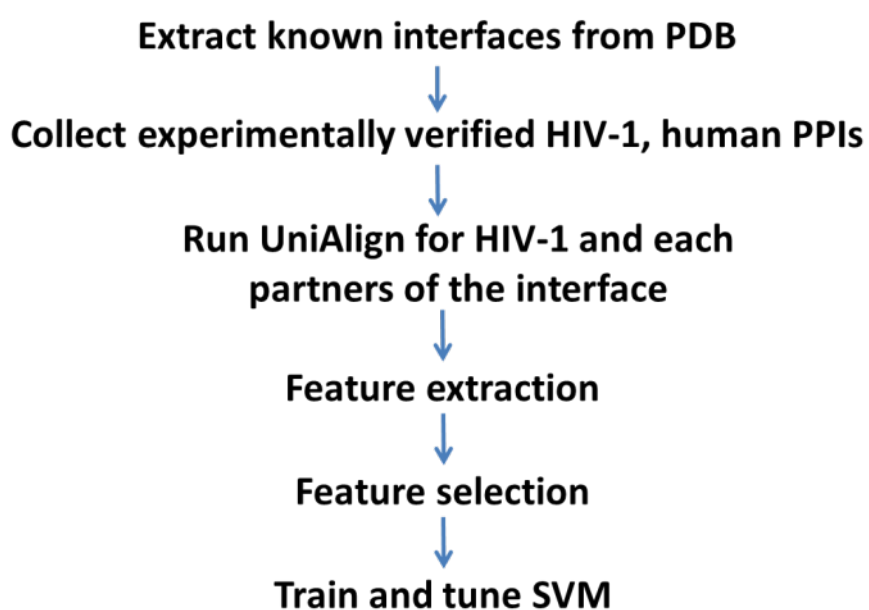 Extract known interfaces from PDB
Collect experimentally verified HIV-1, human PPIs
Run UniAlign for HIV-1 and each
partners of the interface
Feature extraction
Feature selection
Train and tune SVM